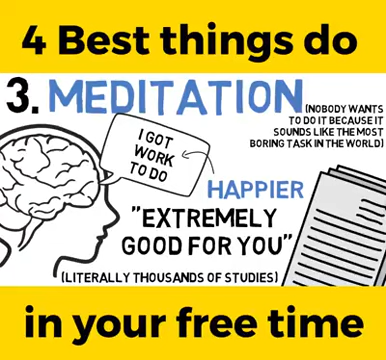 4 Best things do
3. MEDITATION
(NOBODY WANTS
TO DO IT BECAUSE IT
SOUNDS LIKE THE MOST
BORING TASK IN THE WORLD)
I GOT
WORK
TO DO
HAPPIER
"EXTREMELY
GOOD FOR YOU"
(LITERALLY THOUSANDS OF STUDIES)
in your free time